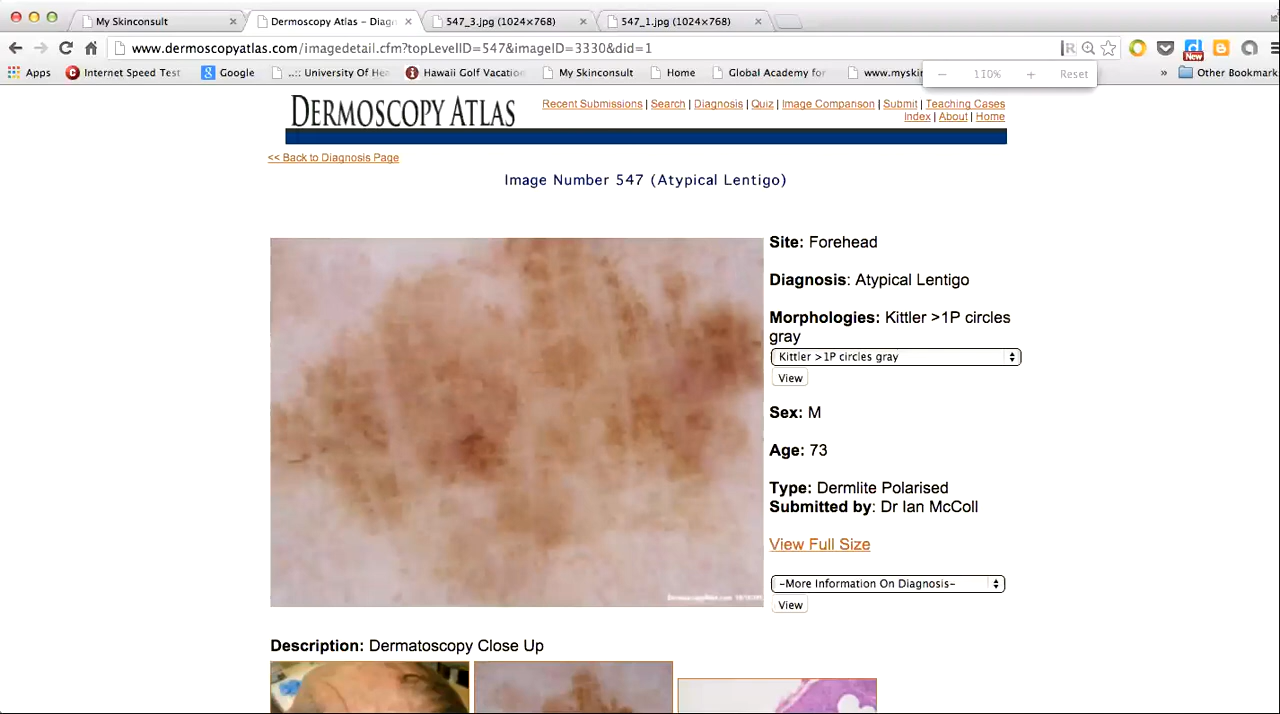 My Skinconsult
Dermoscopy Atlas – Diagn
547_3.jpg (1024×768)
547_1.jpg (1024×768)
www.dermoscopyatlas.com/imagedetail.cfm?topLevelID=547&imageID=3330&did=1
New
Apps
Internet Speed Test
Google
..:: University Of Hea
Hawaii Golf Vacation
My Skinconsult
Home
Global Academy for
www.myskin
»
Other Bookmark
– 110% + Reset
DERMOSCOPY ATLAS
Recent Submissions | Search | Diagnosis | Quiz | Image Comparison | Submit | Teaching Cases
Index | About | Home
<< Back to Diagnosis Page
Image Number 547 (Atypical Lentigo)
Site: Forehead
Diagnosis: Atypical Lentigo
Morphologies: Kittler >1P circles
gray
Kittler >1P circles gray
View
Sex: M
Age: 73
Type: Dermlite Polarised
Submitted by: Dr Ian McColl
View Full Size
-More Information On Diagnosis-
View
Description: Dermatoscopy Close Up